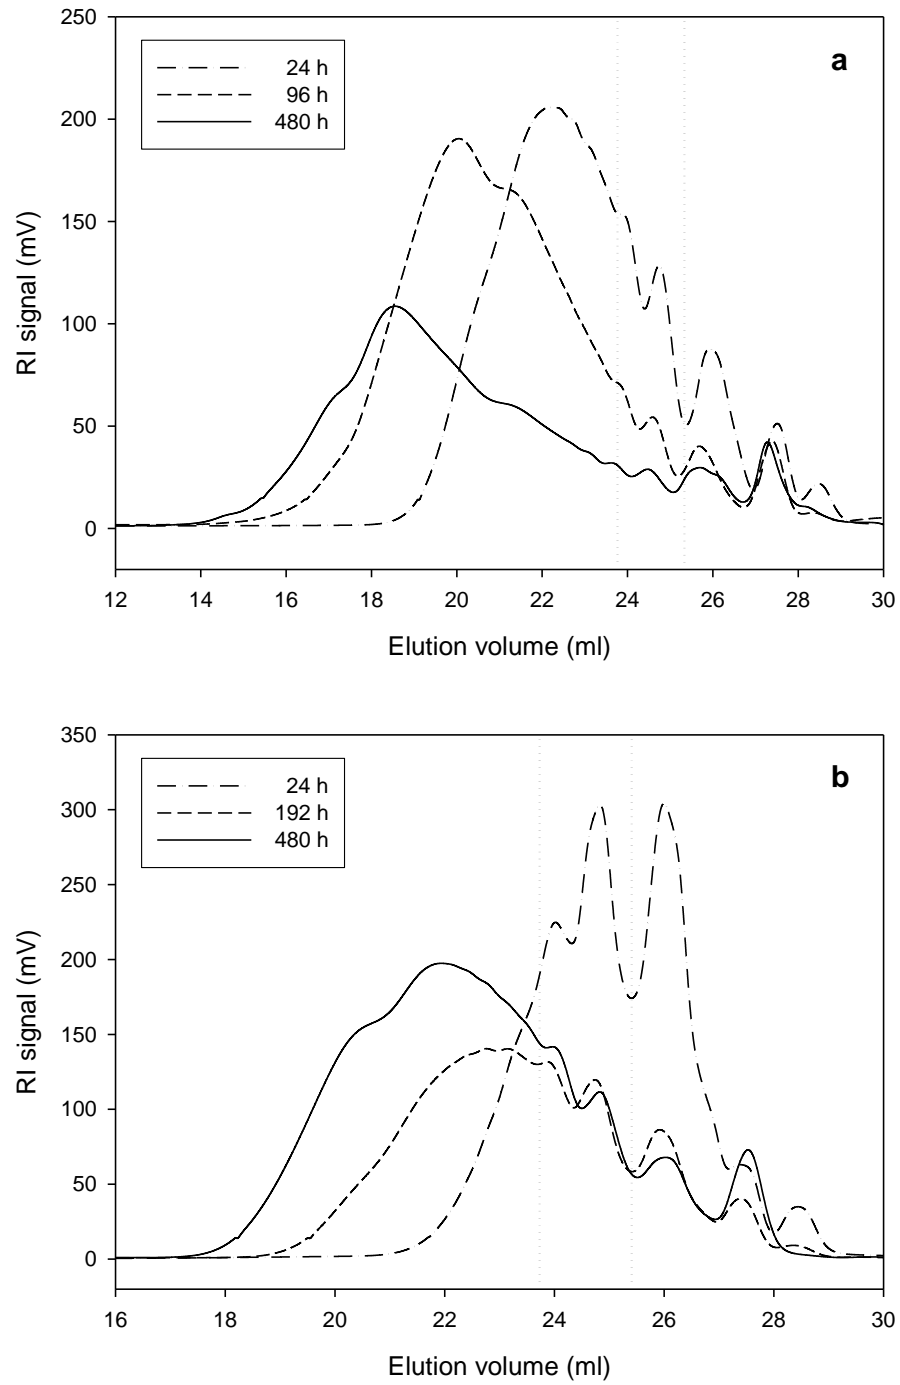 250
a
24 h
96 h
480 h
200
150
RI signal (mV)
100
50
0
12 14 16 18 20 22 24 26 28 30
Elution volume (ml)
350
b
24 h
192 h
480 h
300
250
200
RI signal (mV)
150
100
50
0
16 18 20 22 24 26 28 30
Elution volume (ml)